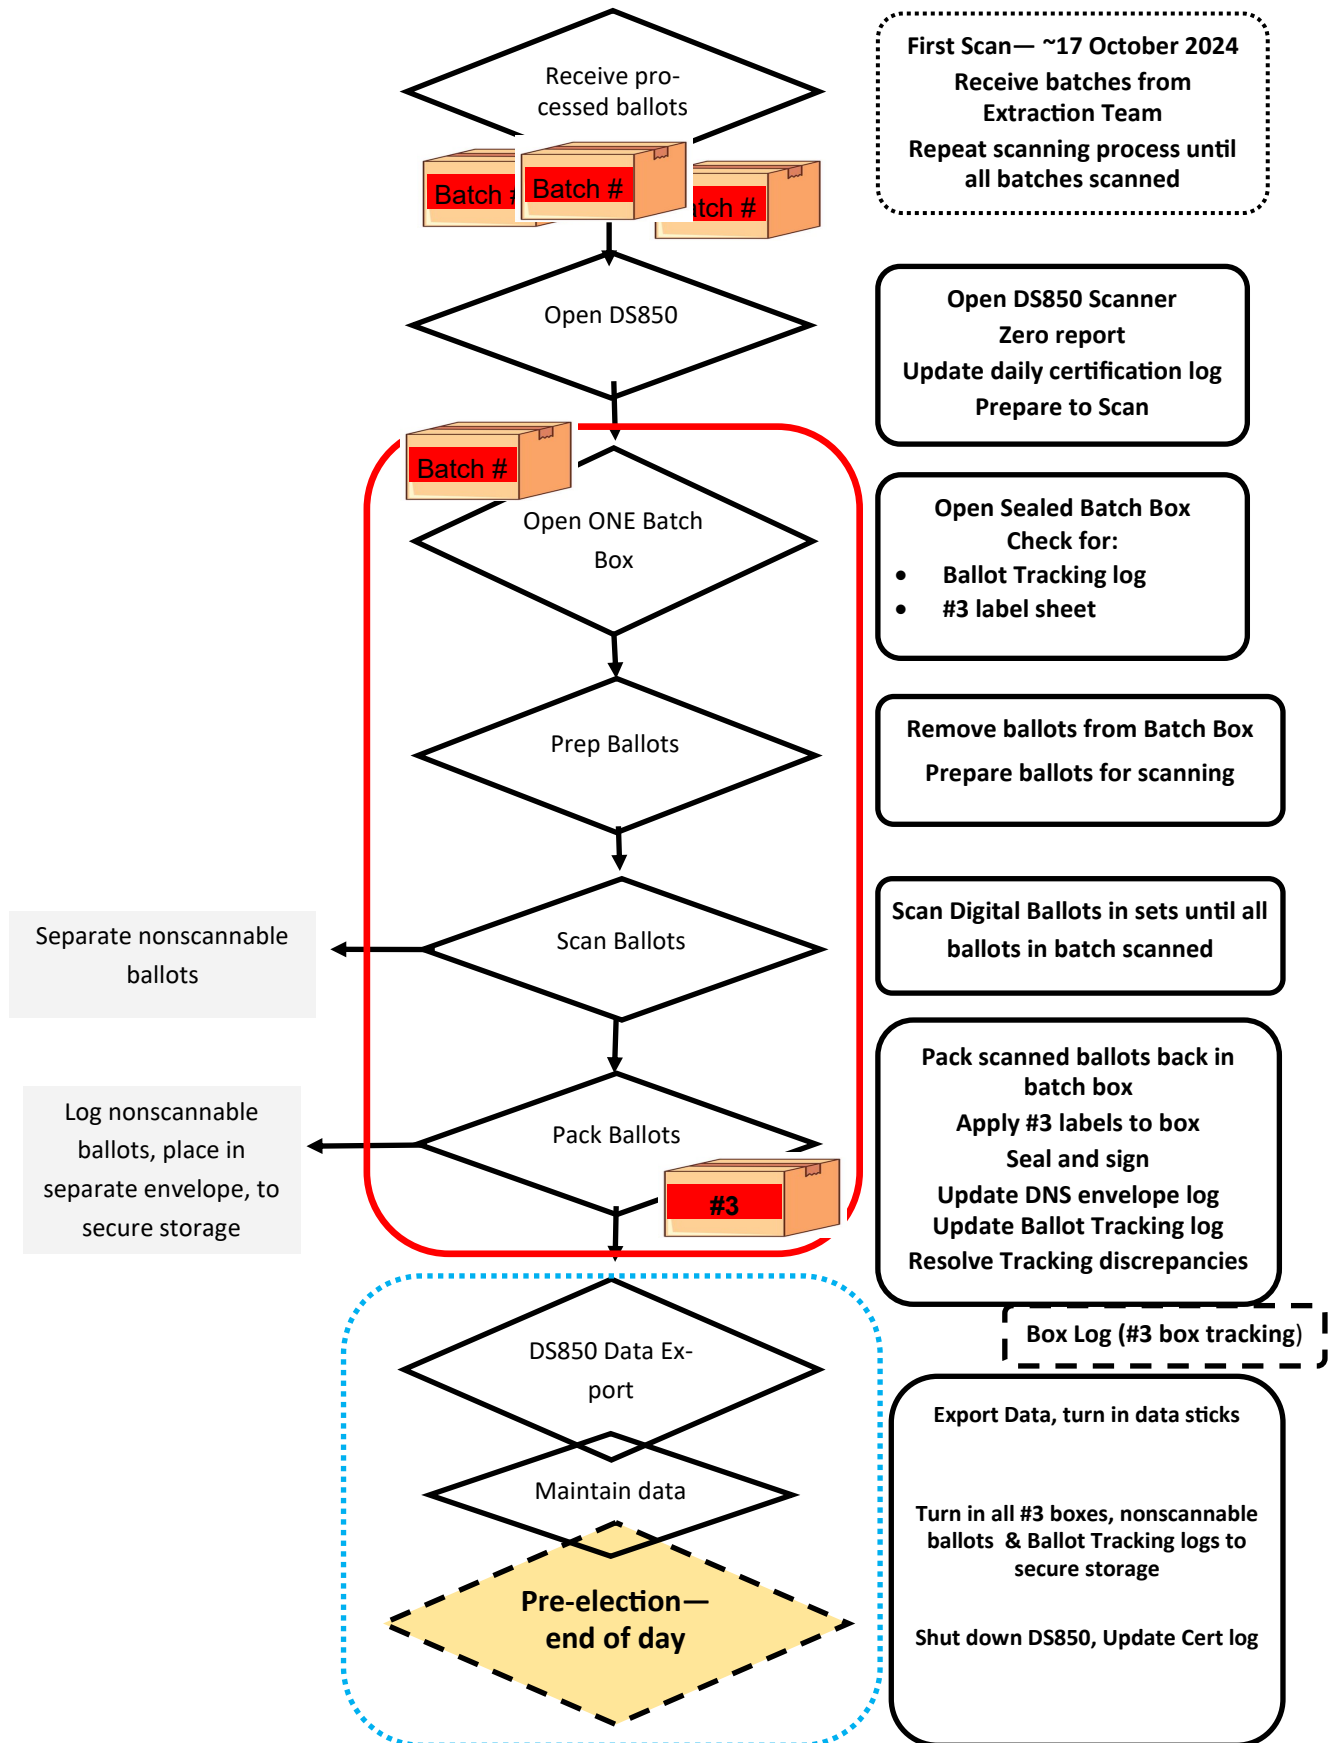 Receive pro-
cessed ballots
First Scan— ~17 October 2024
Receive batches from
Extraction Team
Repeat scanning process until
all batches scanned
Batch #
Batch #
atch #
Open DS850
Open DS850 Scanner
Zero report
Update daily certification log
Prepare to Scan
Batch #
Open ONE Batch
Box
Open Sealed Batch Box
Check for:
• Ballot Tracking log
• #3 label sheet
Prep Ballots
Remove ballots from Batch Box
Prepare ballots for scanning
Separate nonscannable
ballots
Scan Ballots
Scan Digital Ballots in sets until all
ballots in batch scanned
Log nonscannable
ballots, place in
separate envelope, to
secure storage
Pack Ballots
#3
Pack scanned ballots back in
batch box
Apply #3 labels to box
Seal and sign
Update DNS envelope log
Update Ballot Tracking log
Resolve Tracking discrepancies
Box Log (#3 box tracking)
DS850 Data Ex-
port
Export Data, turn in data sticks
Maintain data
Turn in all #3 boxes, nonscannable
ballots & Ballot Tracking logs to
secure storage
Pre-election—
end of day
Shut down DS850, Update Cert log